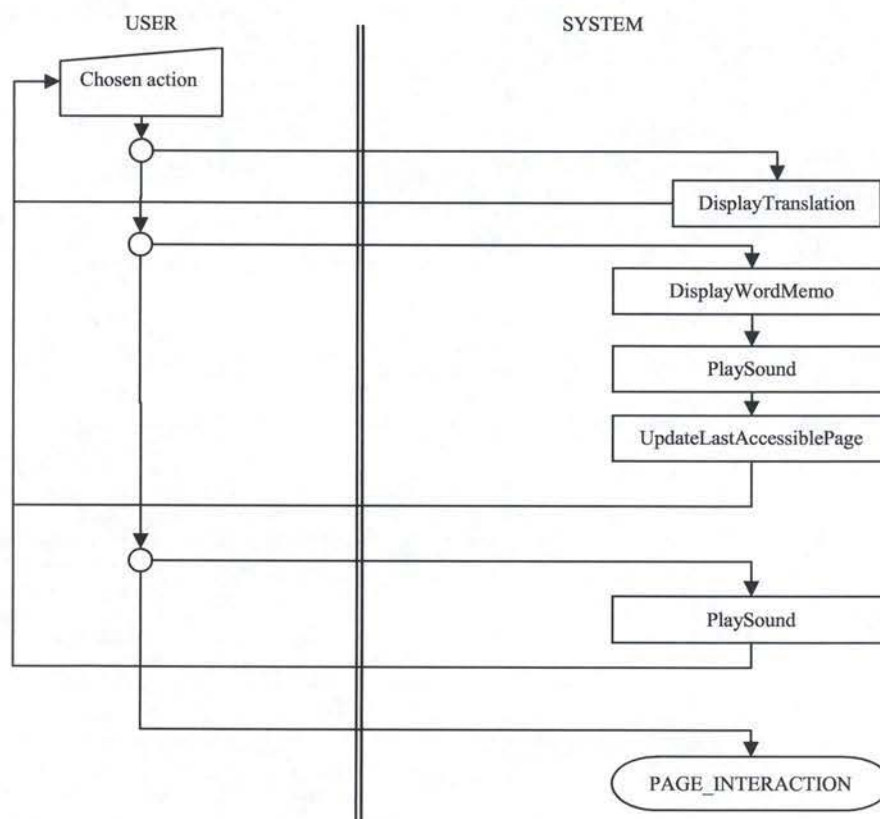 USER
SYSTEM
Chosen action
DisplayTranslation
DisplayWordMemo
PlaySound
UpdateLastAccessiblePage
PlaySound
PAGE_INTERACTION